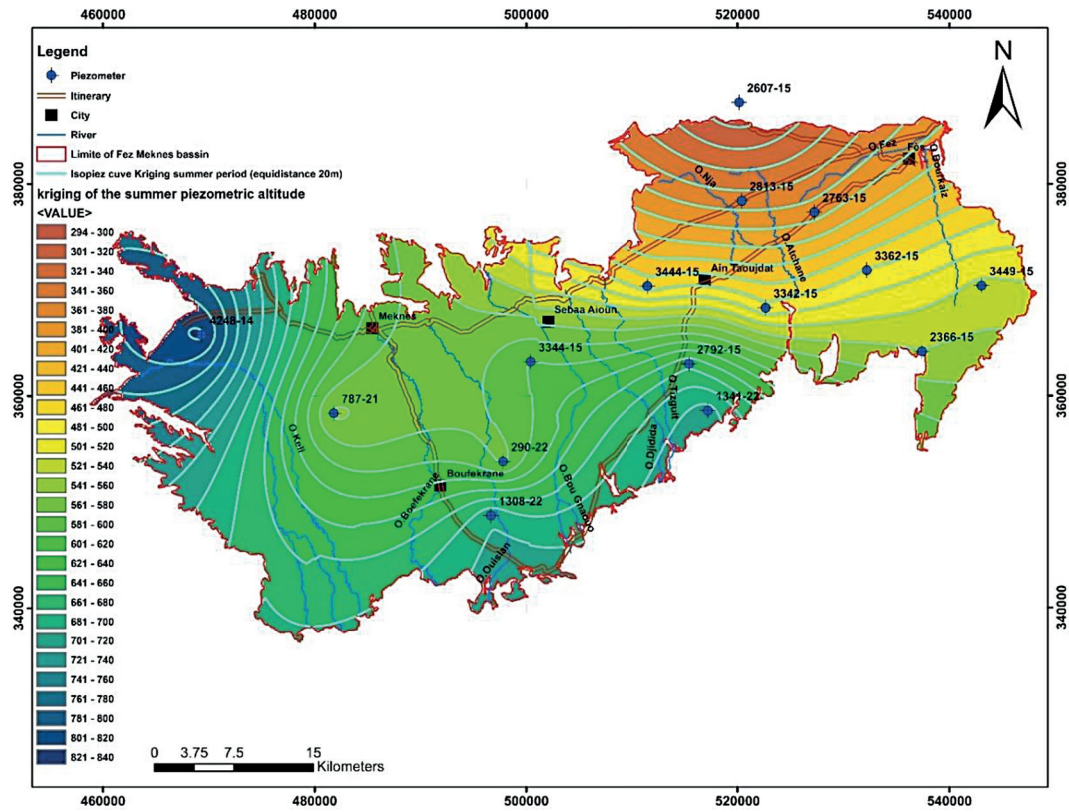 460000 480000 500000 520000 540000
Legend
Piezometer
Itinerary
City
River
Limite of Fez Meknes bassin
Isopiez cuve Kriging summer period (equidistance 20m)
kriging of the summer piezometric altitude
<VALUE>
294 - 300
301 - 320
321 - 340
341 - 360
361 - 380
381 - 400
401 - 420
421 - 440
441 - 460
461 - 480
481 - 500
501 - 520
521 - 540
541 - 560
561 - 580
581 - 600
601 - 620
621 - 640
641 - 660
661 - 680
681 - 700
701 - 720
721 - 740
741 - 760
761 - 780
781 - 800
801 - 820
821 - 840
N
2607-15
O.Fez
Fès
O.Bourkaiz
O.Nja
2813-15
2763-15
O.Aichane
3362-15
3449-15
3444-15
Ain Taoujdat
3342-15
4248-14
Meknes
Sebaa Aioun
2366-15
3344-15
2792-15
787-21
O.Tizguit
1341-22
O.Kell
290-22
O.Djidida
Boufekrane
O.Boefekrane
O.Bou Gnaou
1308-22
O.Ouislan
380000
360000
340000
380000
360000
340000
0 3.75 7.5 15
Kilometers
460000 480000 500000 520000 540000